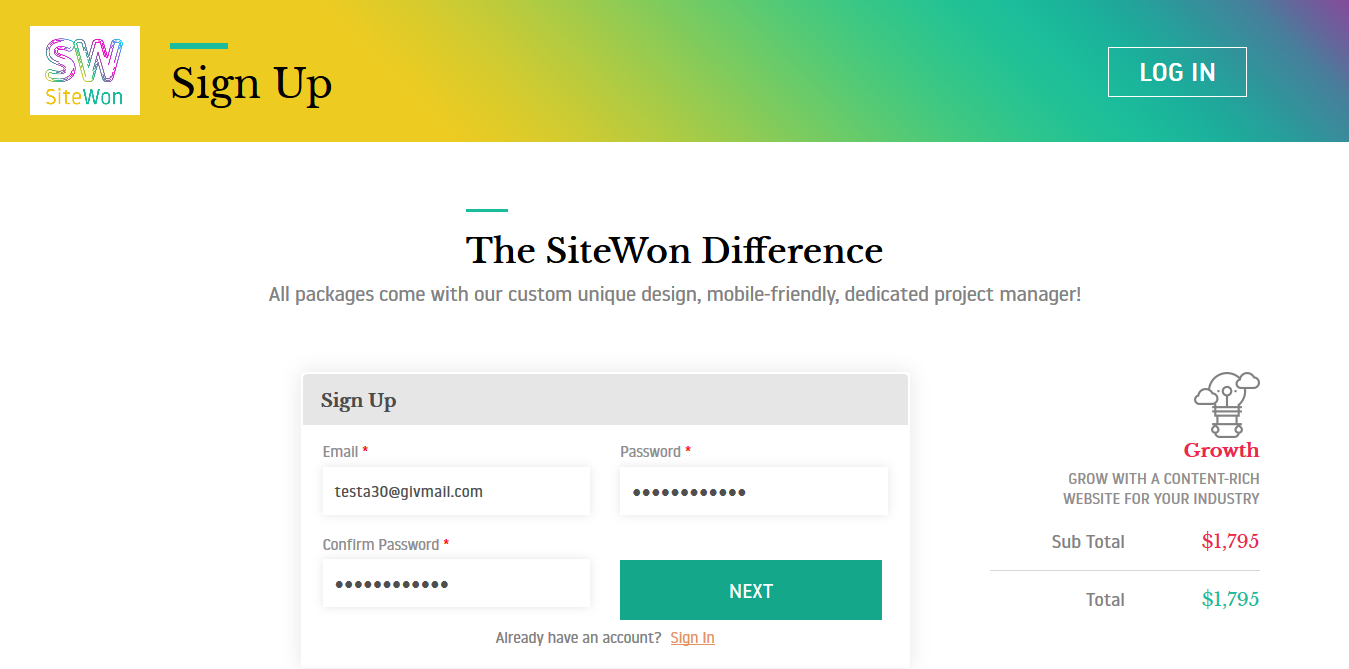 SW
SiteWon
Sign Up
LOG IN
The SiteWon Difference
All packages come with our custom unique design, mobile-friendly, dedicated project manager!
Sign Up
Email *
Password *
testa30@givmail.com
••••••••••••
Confirm Password *
••••••••••••
NEXT
Already have an account? Sign In
Growth
GROW WITH A CONTENT-RICH
WEBSITE FOR YOUR INDUSTRY
Sub Total $1,795
Total $1,795